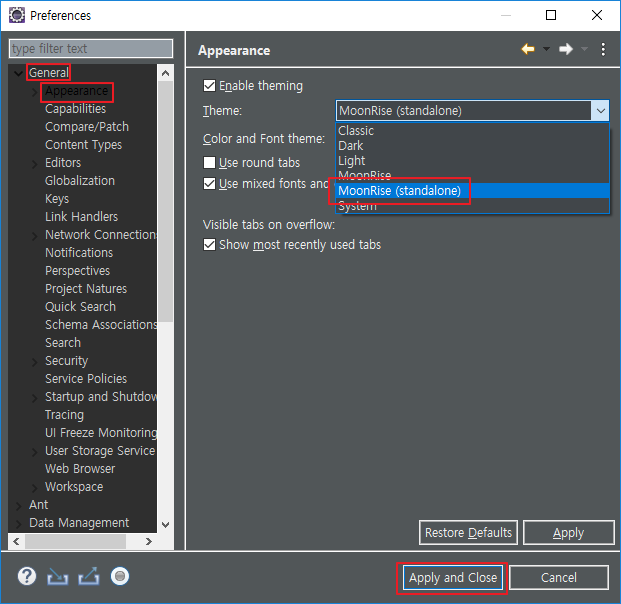 Preferences
type filter text
General
Appearance
Capabilities
Compare/Patch
Content Types
Editors
Globalization
Keys
Link Handlers
Network Connections
Notifications
Perspectives
Project Natures
Quick Search
Schema Associations
Search
Security
Service Policies
Startup and Shutdow
Tracing
UI Freeze Monitoring
User Storage Service
Web Browser
Workspace
Ant
Data Management
Appearance
Enable theming
Theme: MoonRise (standalone)
Classic
Dark
Light
MoonRise
MoonRise (standalone)
System
Color and Font theme:
Use round tabs
Use mixed fonts and
Visible tabs on overflow:
Show most recently used tabs
Restore Defaults Apply
Apply and Close Cancel